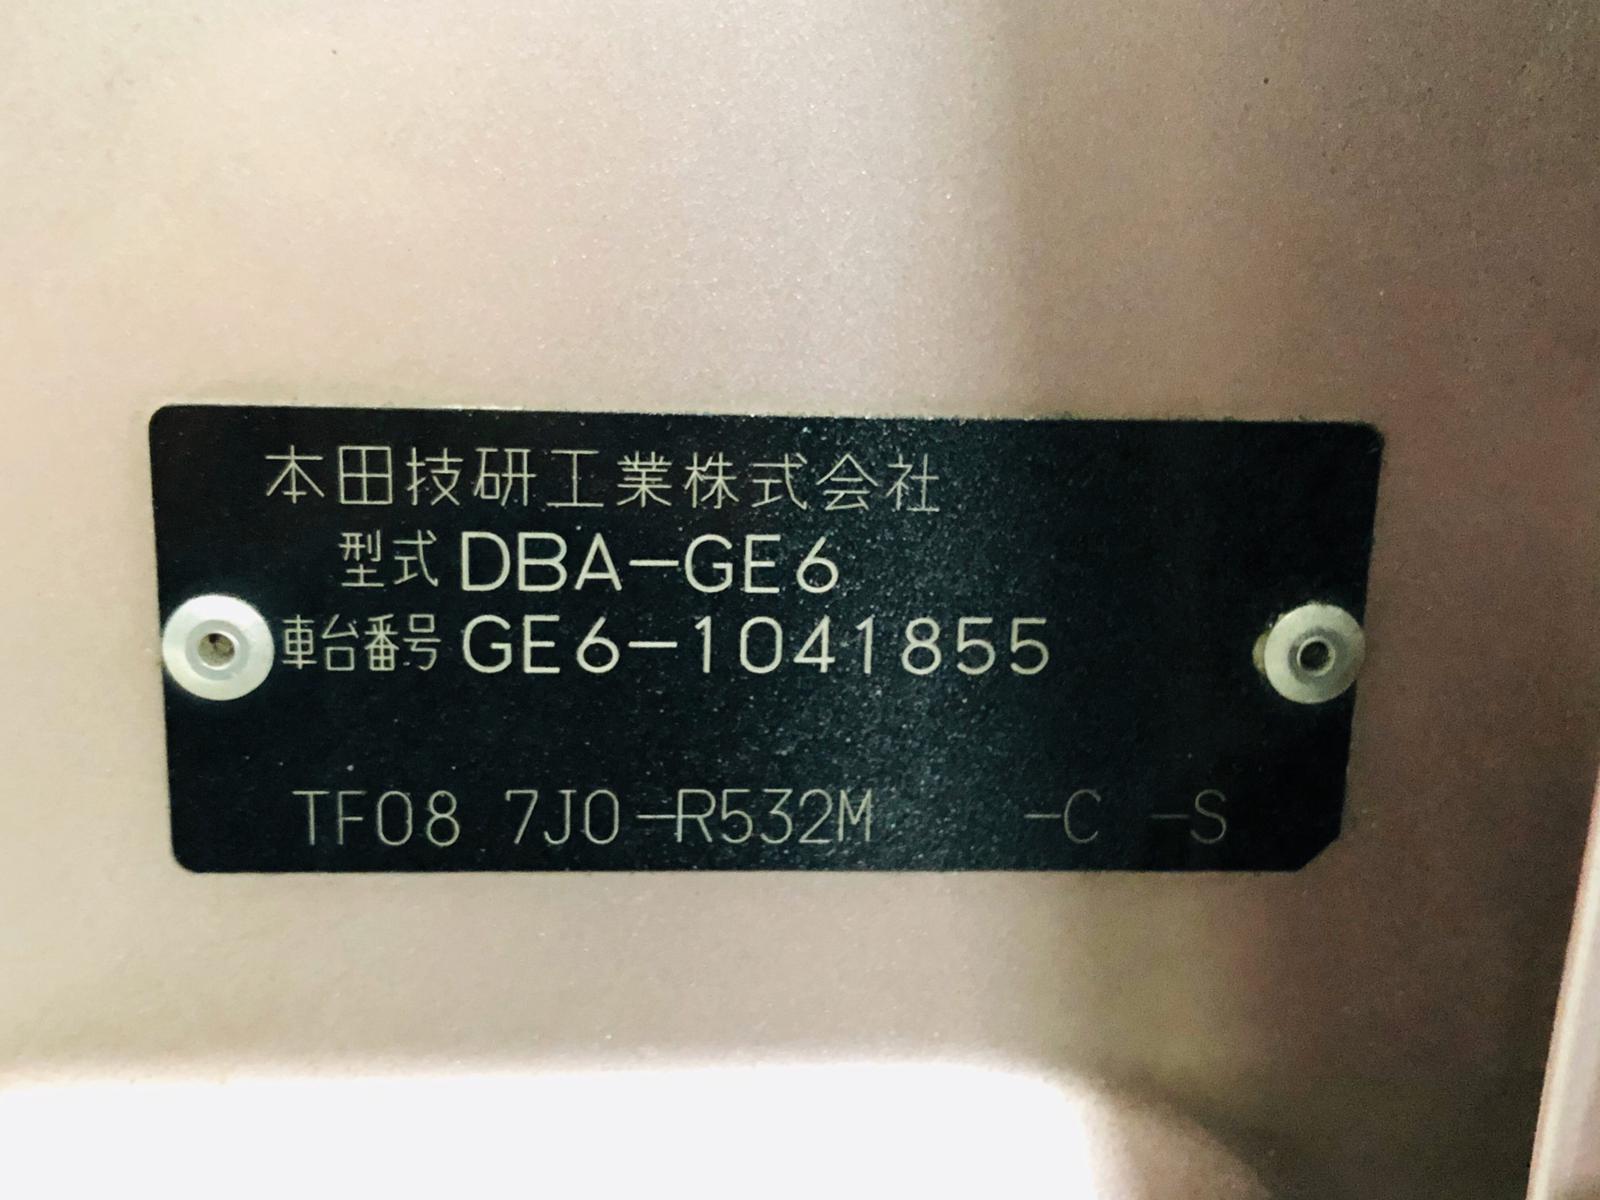 本田技研工業株式会社
型式 DBA-GE6
車台番号 GE6-1041855
TF08 7J0-R532M -C -S